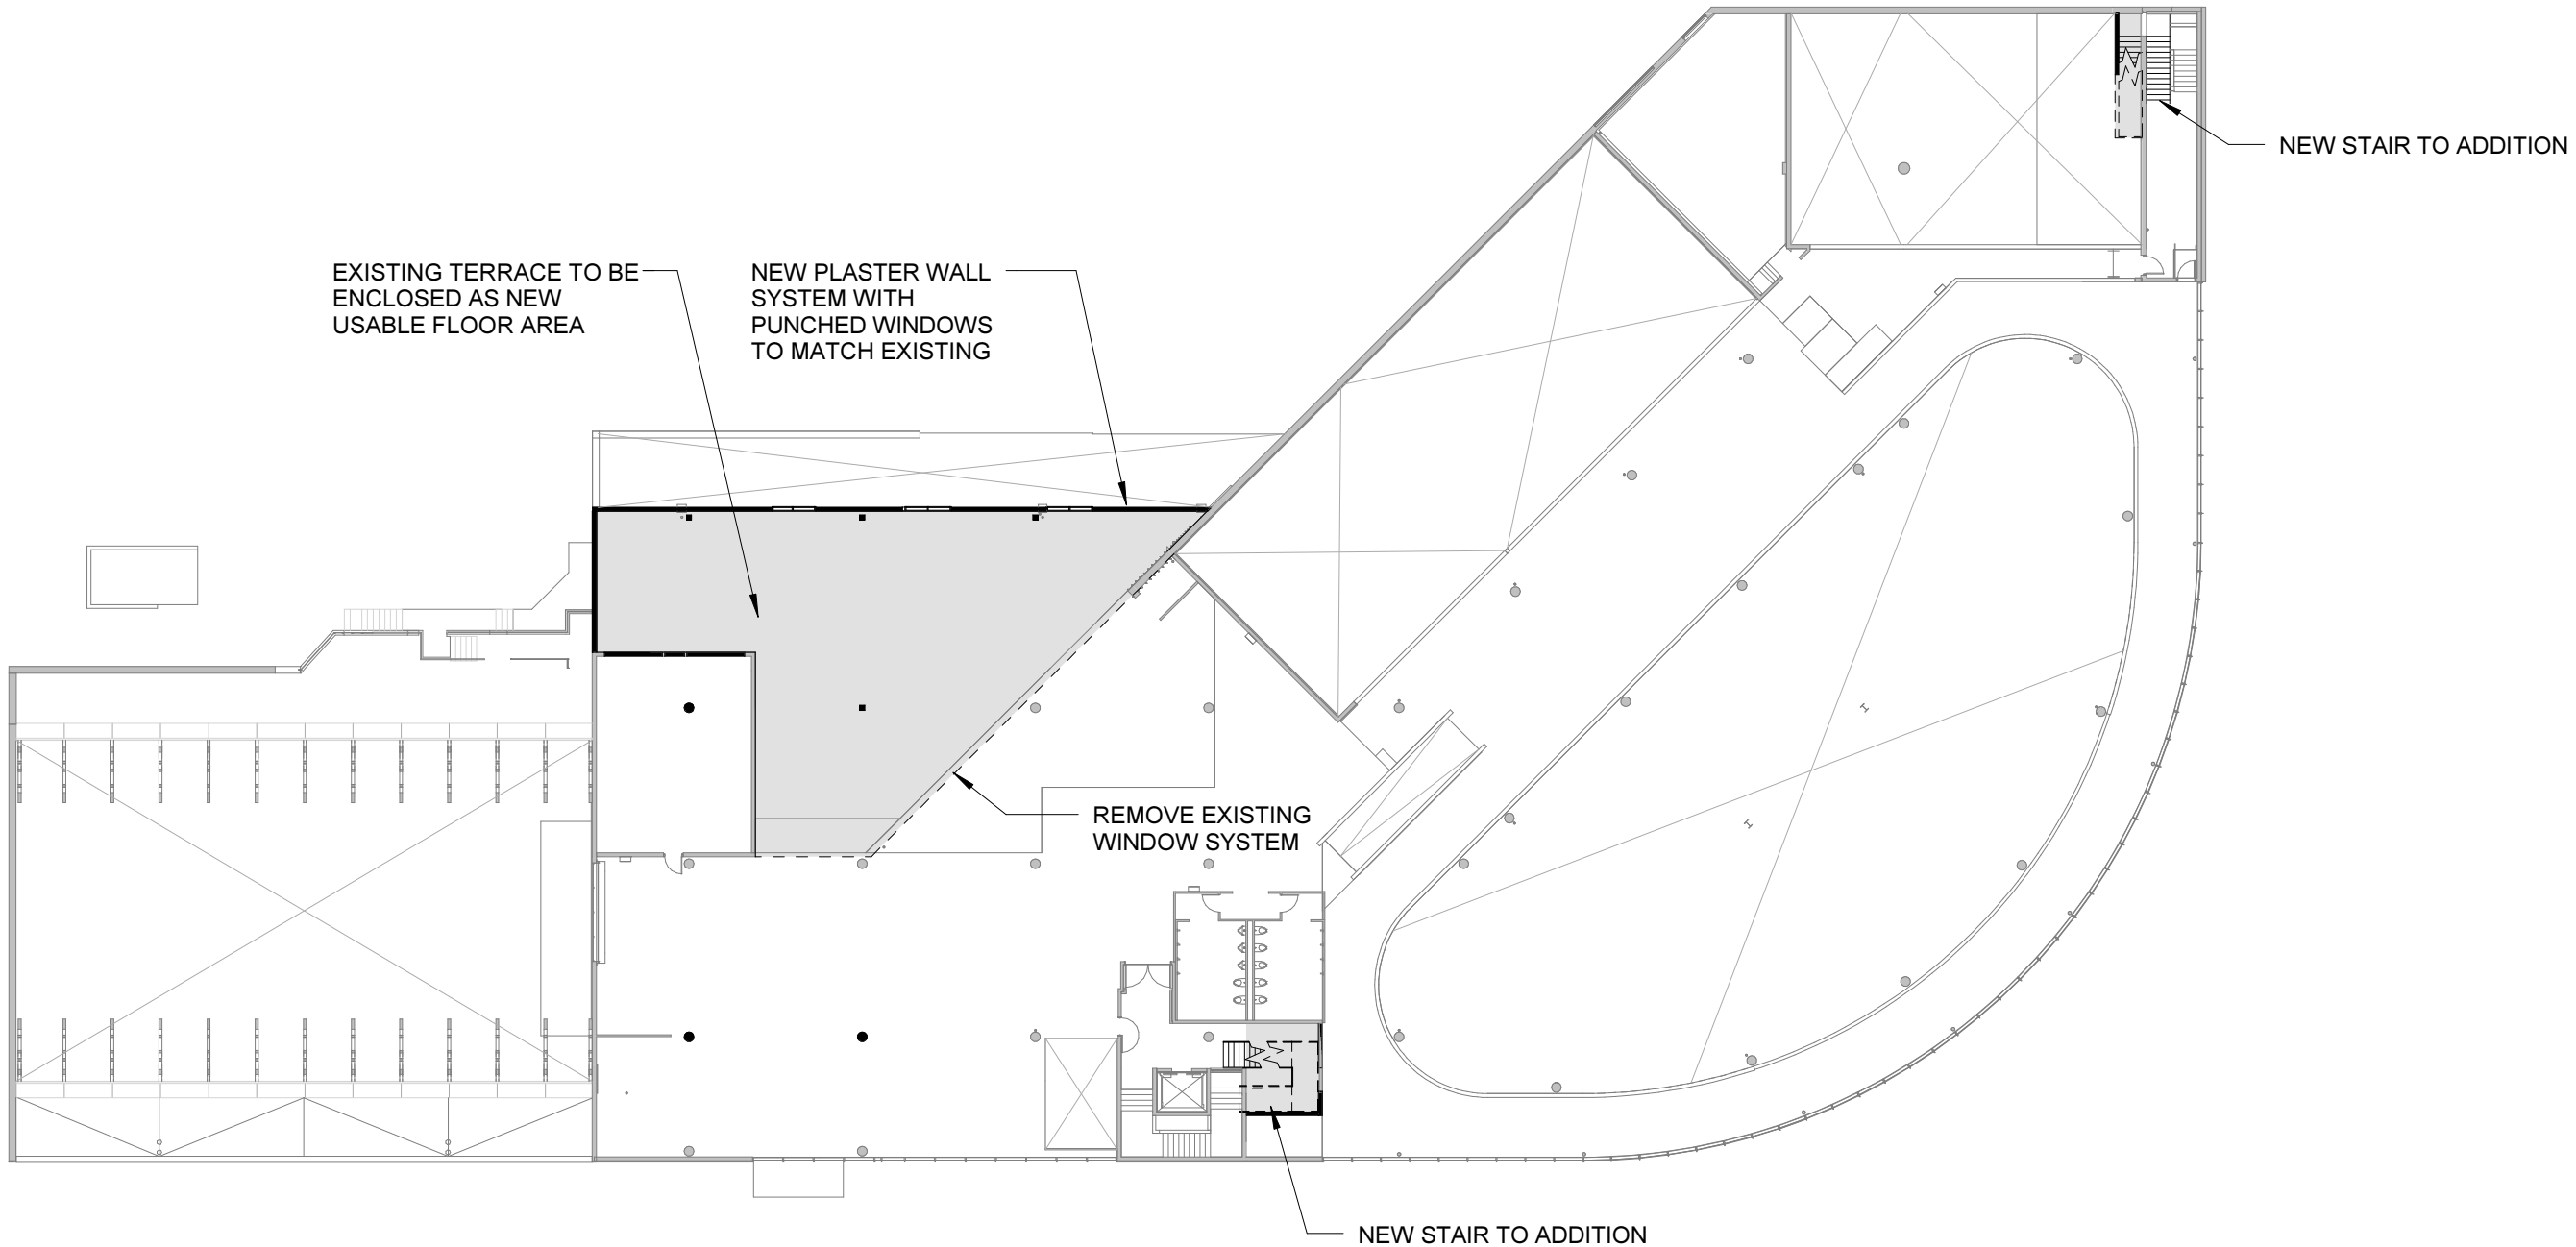 NEW STAIR TO ADDITION
EXISTING TERRACE TO BE
ENCLOSED AS NEW
USABLE FLOOR AREA
NEW PLASTER WALL
SYSTEM WITH
PUNCHED WINDOWS
TO MATCH EXISTING
REMOVE EXISTING
WINDOW SYSTEM
NEW STAIR TO ADDITION